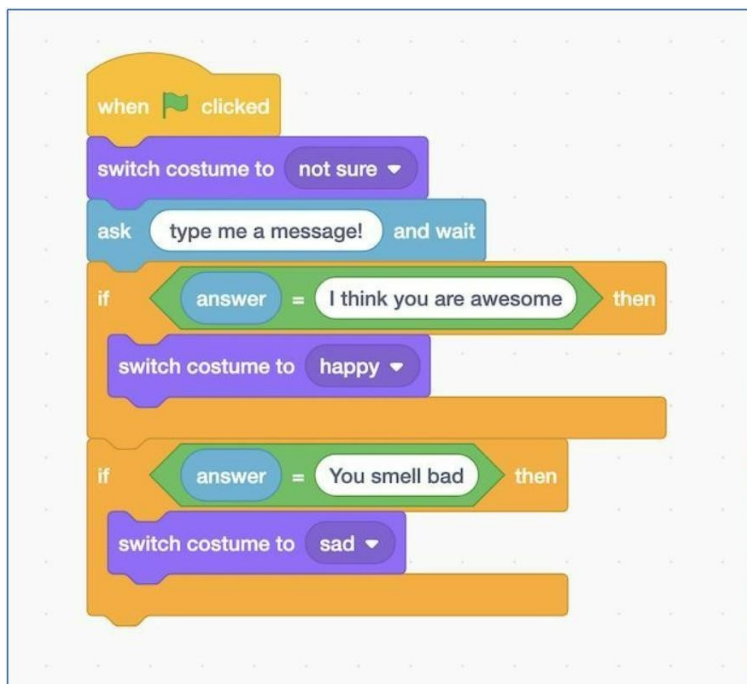 when clicked
switch costume to not sure
ask type me a message! and wait
if answer = I think you are awesome then
switch costume to happy
if answer = You smell bad then
switch costume to sad